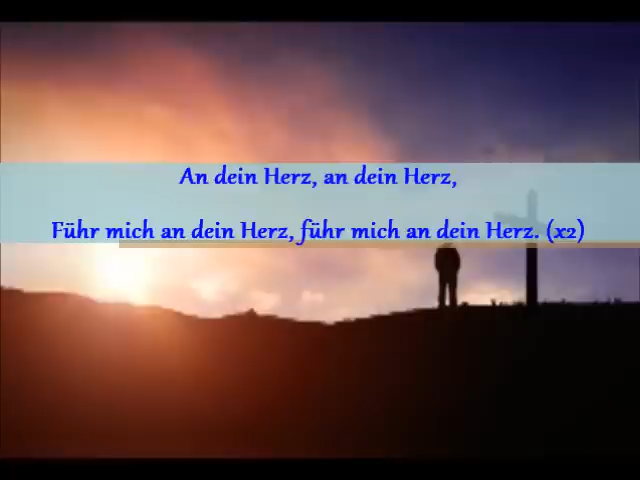 An dein Herz, an dein Herz,
Führ mich an dein Herz, führ mich an dein Herz. (x2)